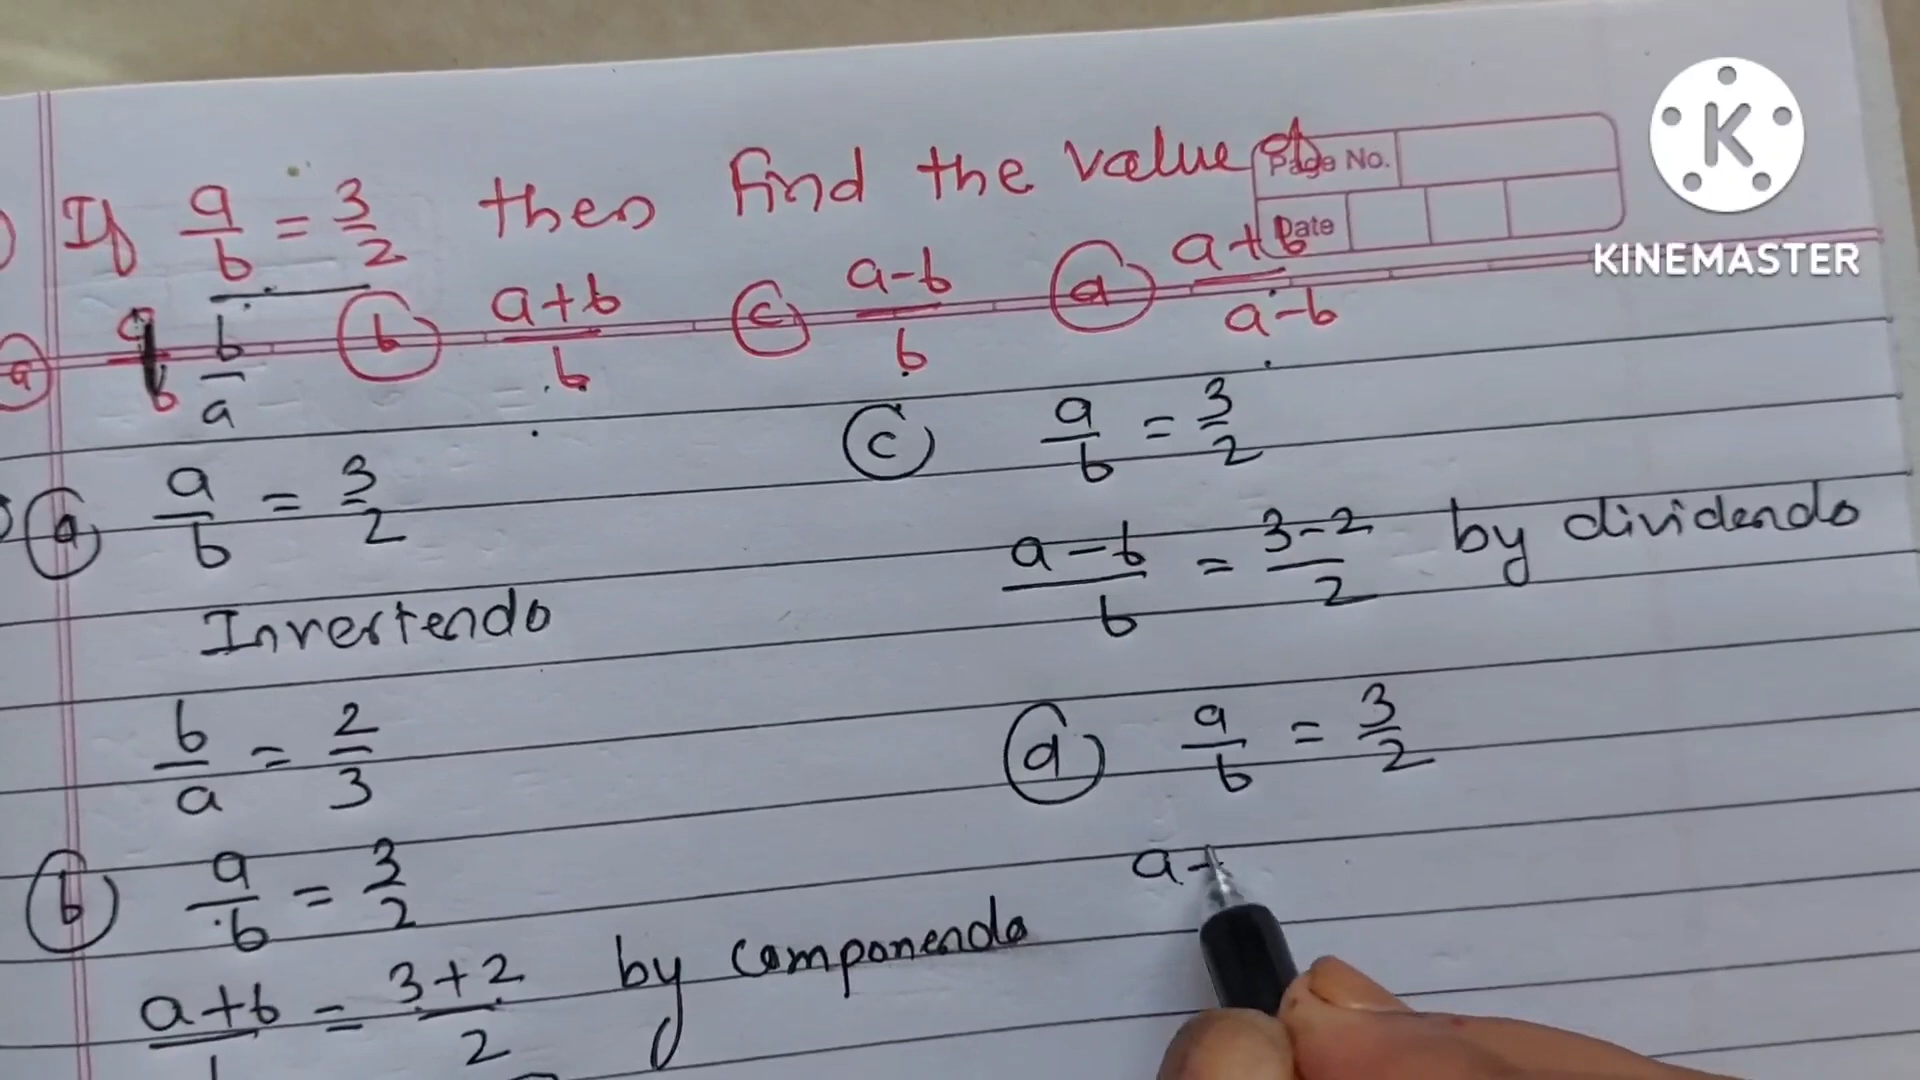 If a/b = 3/2 then find the value of
Page No.
Date
KINEMASTER
(a) b/a (b) a+b/b (c) a-b/b (d) a+b/a-b
(a) a/b = 3/2
Invertendo
b/a = 2/3
(b) a/b = 3/2
a+b = 3+2/2 by componendo
(c) a/b = 3/2
a-b/b = 3-2/2 by dividendo
(d) a/b = 3/2
a